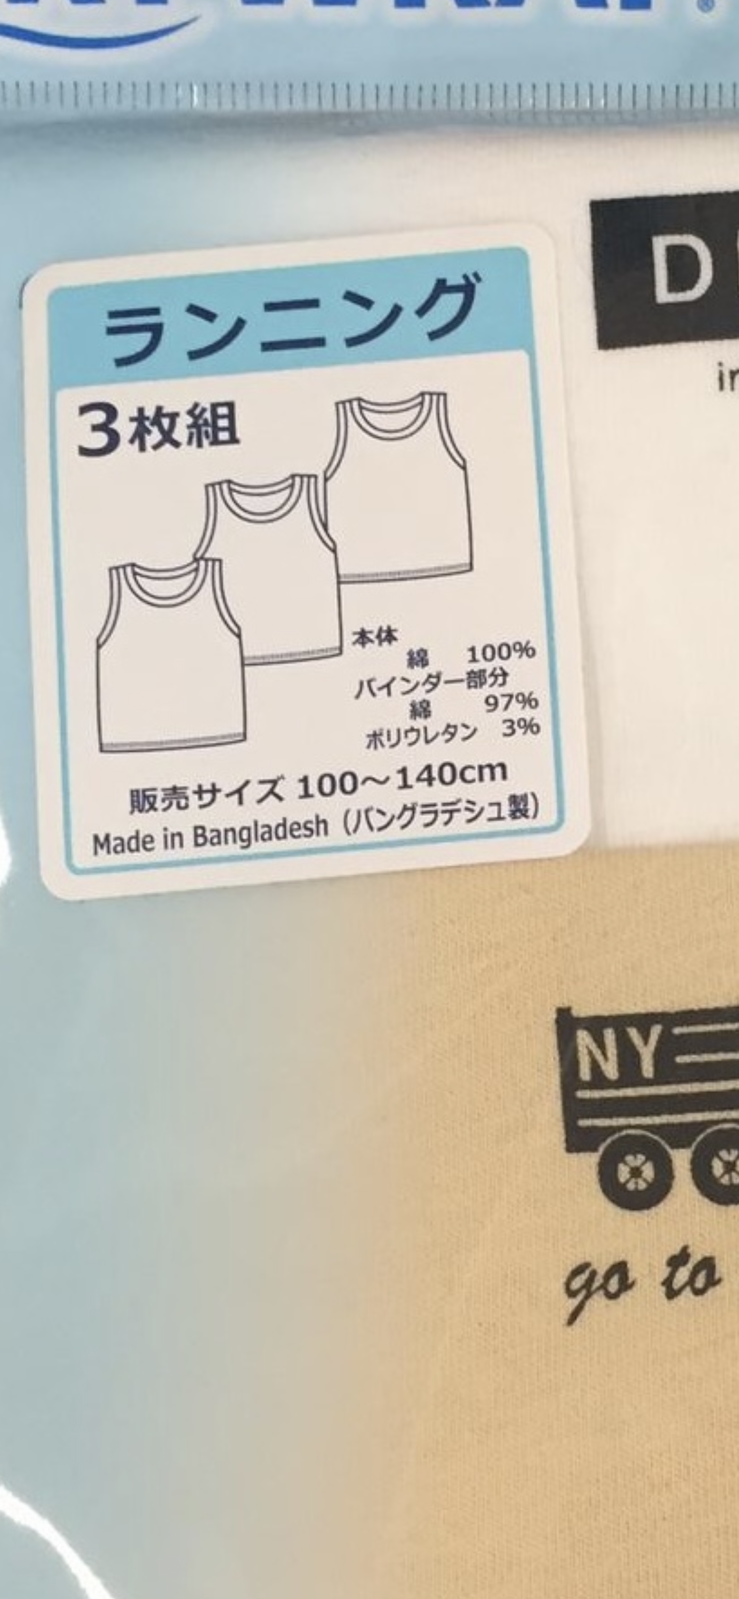 ランニング
3枚組
本体
綿 100%
バインダー部分
綿 97%
ポリウレタン 3%
販売サイズ 100～140cm
Made in Bangladesh（バングラデシュ製）
D
NY
go to